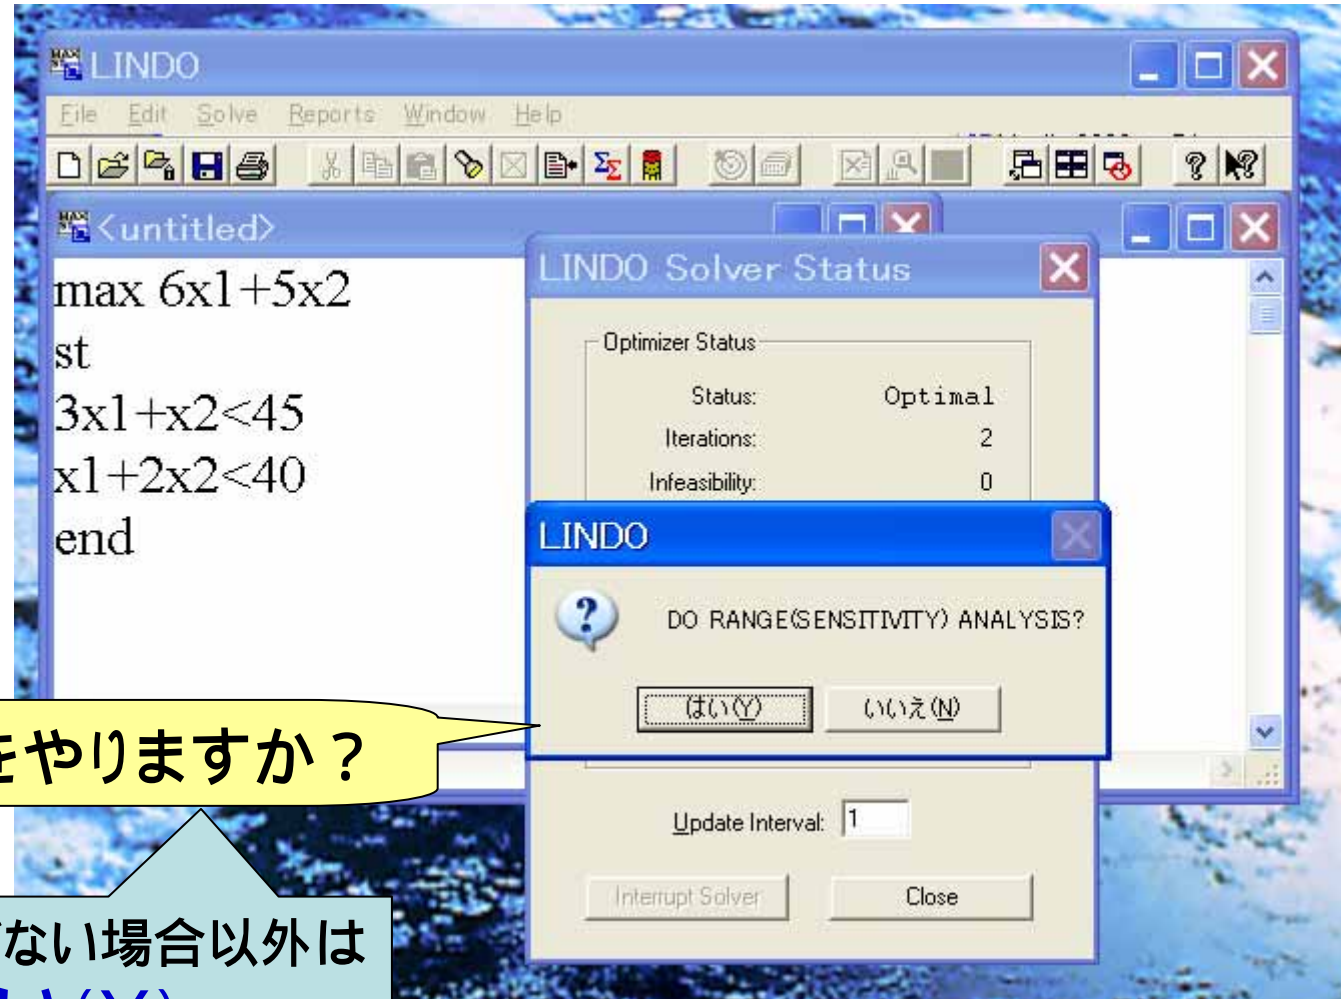 LINDO
File Edit Solve Reports Window Help
<untitled>
max 6x1+5x2
st
3x1+x2<45
x1+2x2<40
end
LINDO Solver Status
Optimizer Status
Status: Optimal
Iterations: 2
Infeasibility: 0
LINDO
DO RANGE(SENSITIVITY) ANALYSIS?
はい(Y) いいえ(N)
をやりますか？
Update Interval: 1
Interrupt Solver Close
ない場合以外は